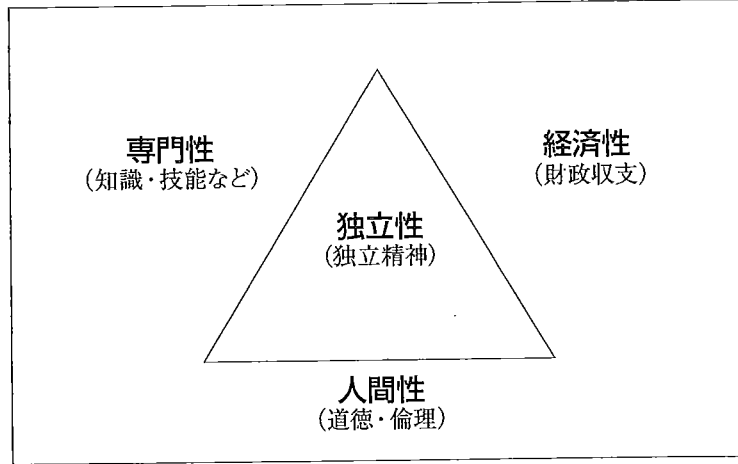 専門性
(知識・技能など)
経済性
(財政収支)
独立性
(独立精神)
人間性
(道徳・倫理)